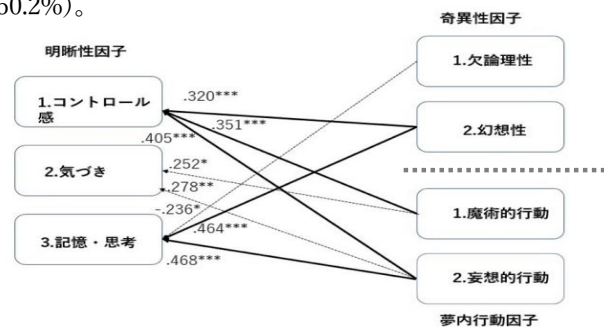 60.2%)。
奇異性因子
明晰性因子
1.欠論理性
1.コントロール
感
.320***
.351***
2.幻想性
.405***
2.気づき
.252*
.278**
1.魔術的行動
-.236*
.464***
3.記憶・思考
.468***
2.妄想的行動
夢内行動因子